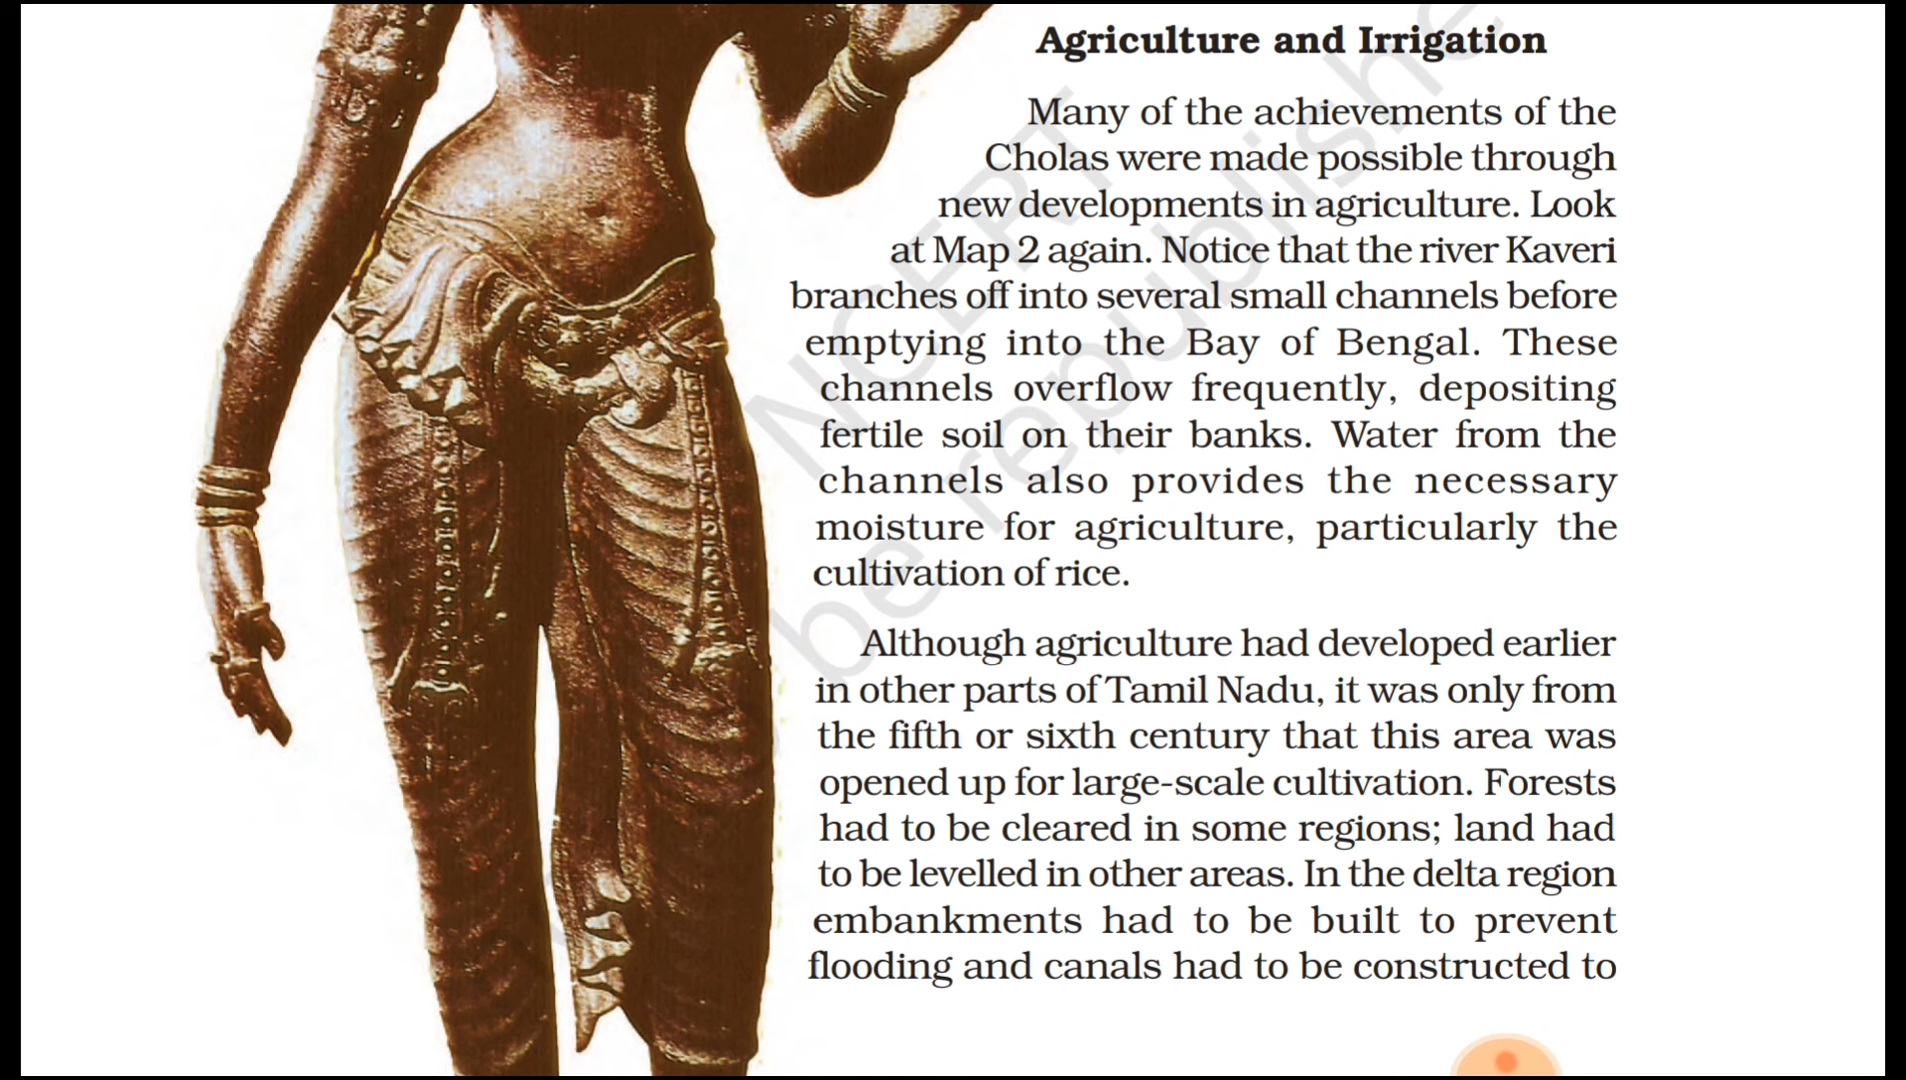 Agriculture and Irrigation
Many of the achievements of the
Cholas were made possible through
new developments in agriculture. Look
at Map 2 again. Notice that the river Kaveri
branches off into several small channels before
emptying into the Bay of Bengal. These
channels overflow frequently, depositing
fertile soil on their banks. Water from the
channels also provides the necessary
moisture for agriculture, particularly the
cultivation of rice.
Although agriculture had developed earlier
in other parts of Tamil Nadu, it was only from
the fifth or sixth century that this area was
opened up for large-scale cultivation. Forests
had to be cleared in some regions; land had
to be levelled in other areas. In the delta region
embankments had to be built to prevent
flooding and canals had to be constructed to
NCERT
be republishe